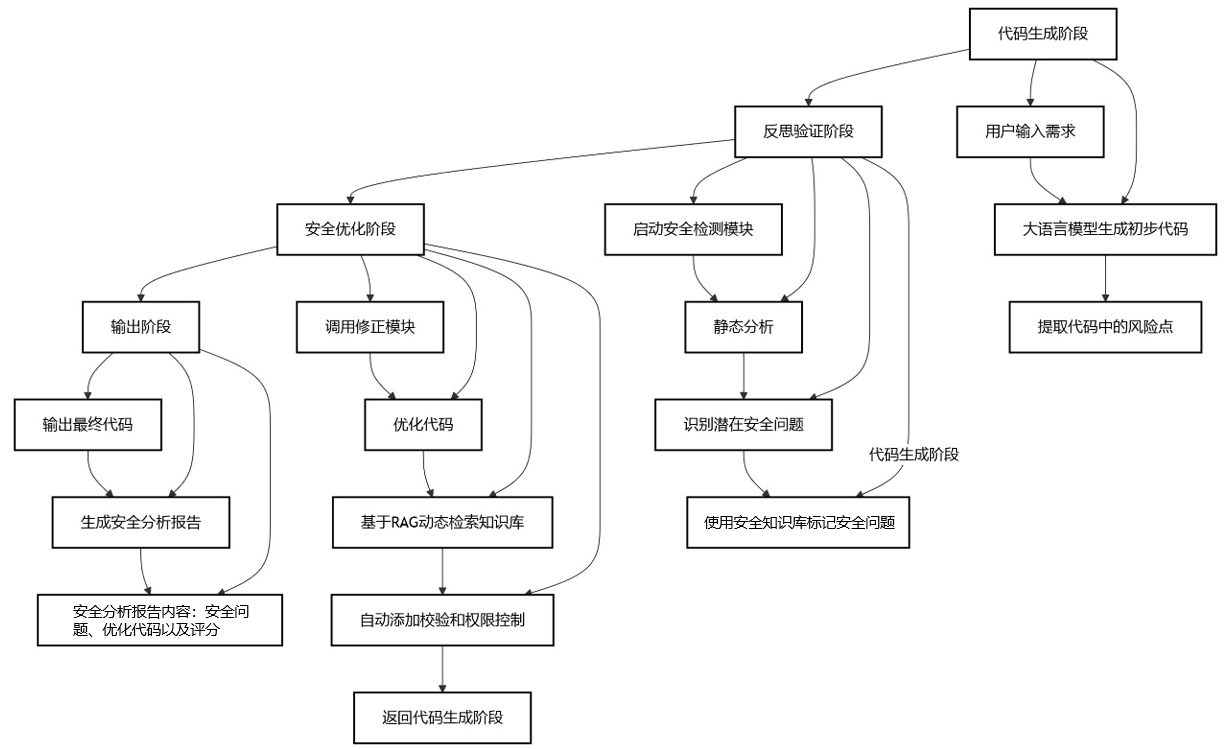 代码生成阶段
反思验证阶段
用户输入需求
安全优化阶段
启动安全检测模块
大语言模型生成初步代码
输出阶段
调用修正模块
静态分析
提取代码中的风险点
输出最终代码
优化代码
识别潜在安全问题
代码生成阶段
生成安全分析报告
基于RAG动态检索知识库
使用安全知识库标记安全问题
安全分析报告内容：安全问
题、优化代码以及评分
自动添加校验和权限控制
返回代码生成阶段